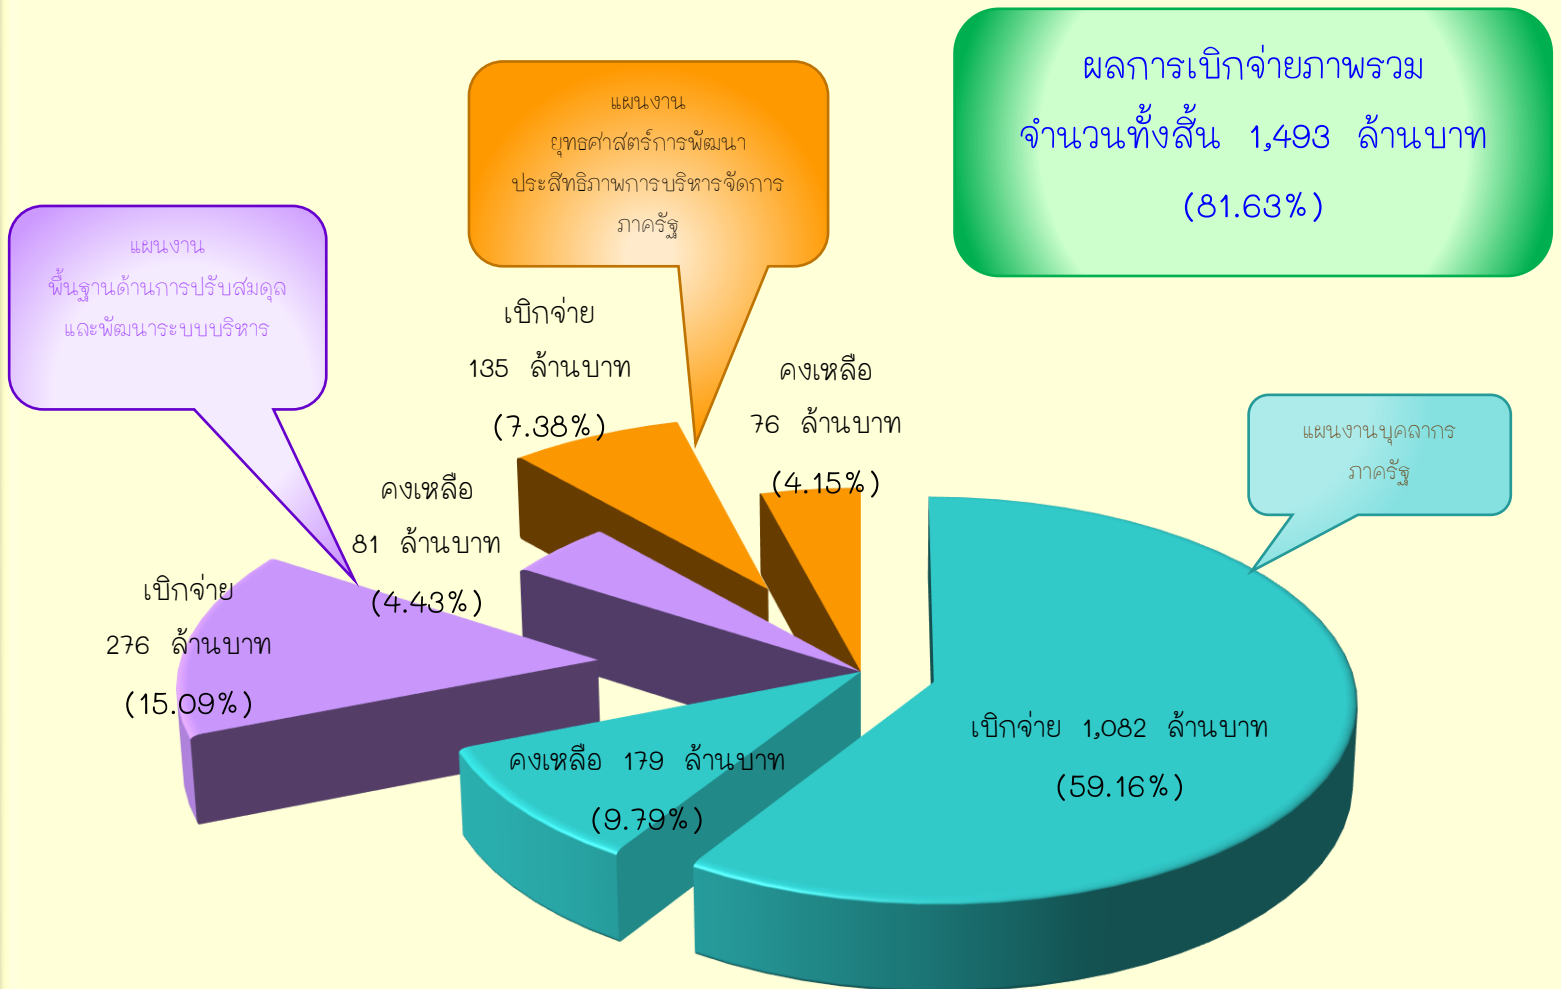 ผลการเบิกจ่ายภาพรวม
จำนวนทั้งสิ้น 1,493 ล้านบาท
(81.63%)
แผนงาน
ยุทธศาสตร์การพัฒนา
ประสิทธิภาพการบริหารจัดการ
ภาครัฐ
แผนงาน
พื้นฐานด้านการปรับสมดุล
และพัฒนาระบบบริหาร
เบิกจ่าย
135 ล้านบาท
(7.38%)
คงเหลือ
76 ล้านบาท
(4.15%)
แผนงานบุคลากร
ภาครัฐ
คงเหลือ
81 ล้านบาท
(4.43%)
เบิกจ่าย
276 ล้านบาท
(15.09%)
เบิกจ่าย 1,082 ล้านบาท
(59.16%)
คงเหลือ 179 ล้านบาท
(9.79%)